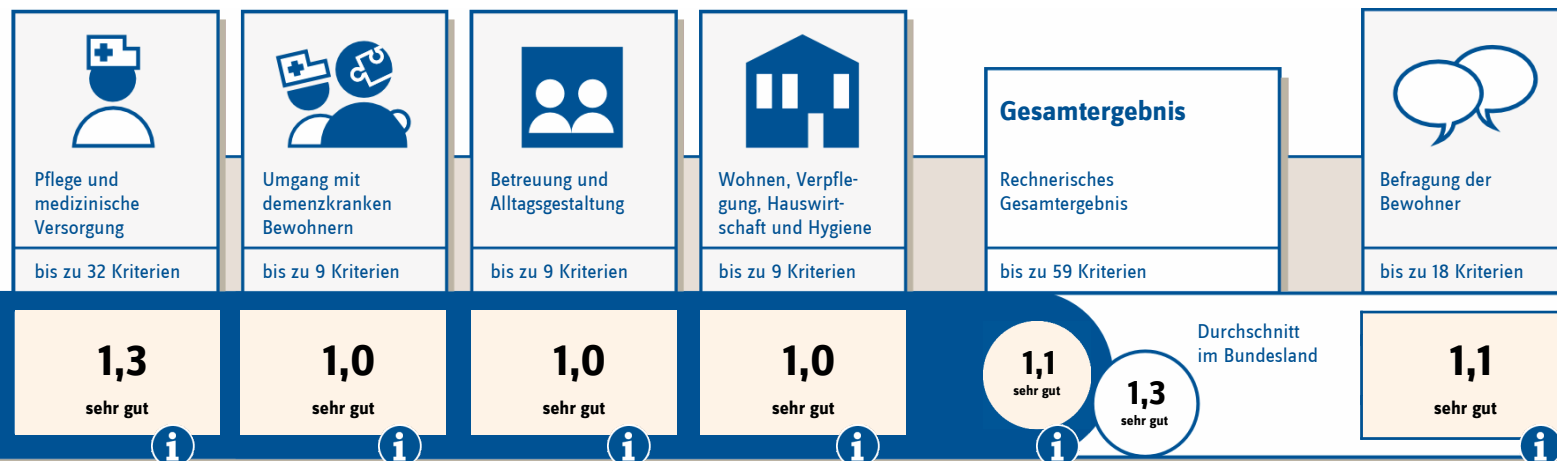 Pflege und
medizinische
Versorgung
bis zu 32 Kriterien
1,3
sehr gut
i
Umgang mit
demenzkranken
Bewohnern
bis zu 9 Kriterien
1,0
sehr gut
i
Betreuung und
Alltagsgestaltung
bis zu 9 Kriterien
1,0
sehr gut
i
Wohnen, Verpfle-
gung, Hauswirt-
schaft und Hygiene
bis zu 9 Kriterien
1,0
sehr gut
i
Gesamtergebnis
Rechnerisches
Gesamtergebnis
bis zu 59 Kriterien
1,1
sehr gut
i
Durchschnitt
im Bundesland
1,3
sehr gut
Befragung der
Bewohner
bis zu 18 Kriterien
1,1
sehr gut
i